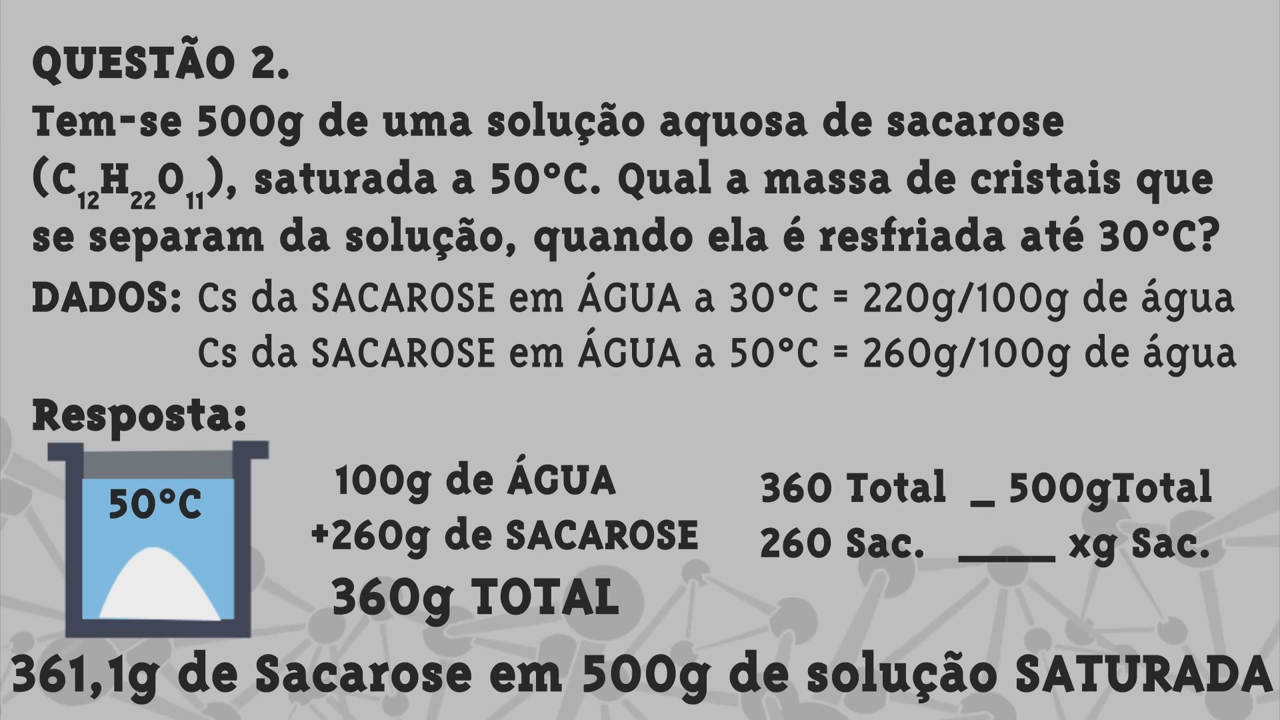 QUESTÃO 2.
Tem-se 500g de uma solução aquosa de sacarose
(C₁₂H₂₂O₁₁), saturada a 50°C. Qual a massa de cristais que
se separam da solução, quando ela é resfriada até 30°C?
DADOS: Cs da SACAROSE em ÁGUA a 30°C = 220g/100g de água
Cs da SACAROSE em ÁGUA a 50°C = 260g/100g de água
Resposta:
50°C
100g de ÁGUA
+260g de SACAROSE
360g TOTAL
360 Total _ 500gTotal
260 Sac. ____ xg Sac.
361,1g de Sacarose em 500g de solução SATURADA